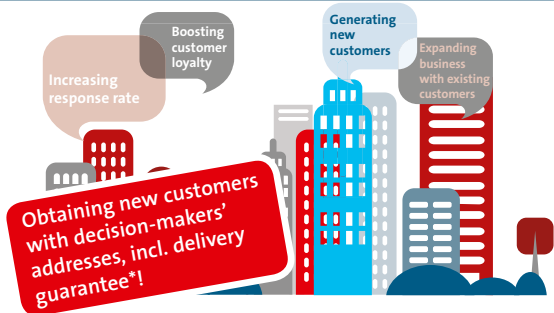 Increasing
response rate
Boosting
customer
loyalty
Generating
new
customers
Expanding
business
with existing
customers
Obtaining new customers
with decision-makers’
addresses, incl. delivery
guarantee*!